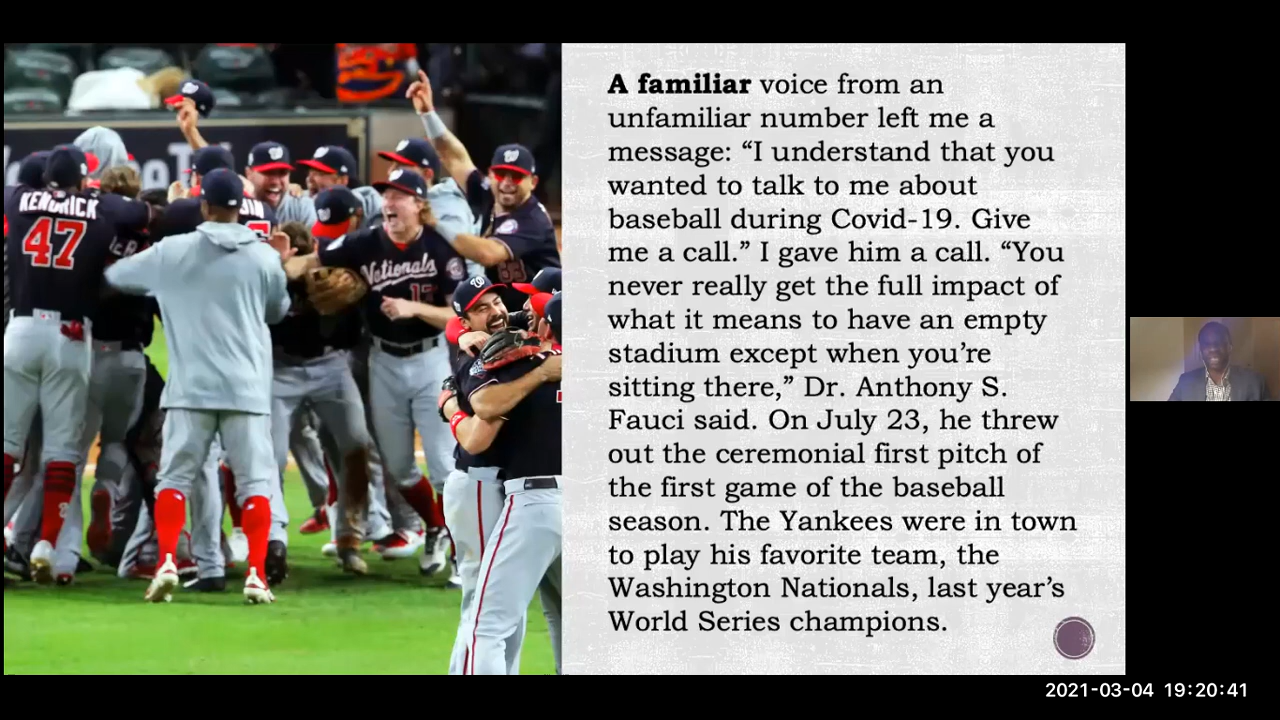 KENDRICK
47
Nationals
A familiar voice from an
unfamiliar number left me a
message: “I understand that you
wanted to talk to me about
baseball during Covid-19. Give
me a call.” I gave him a call. “You
never really get the full impact of
what it means to have an empty
stadium except when you’re
sitting there,” Dr. Anthony S.
Fauci said. On July 23, he threw
out the ceremonial first pitch of
the first game of the baseball
season. The Yankees were in town
to play his favorite team, the
Washington Nationals, last year’s
World Series champions.
2021-03-04 19:20:41